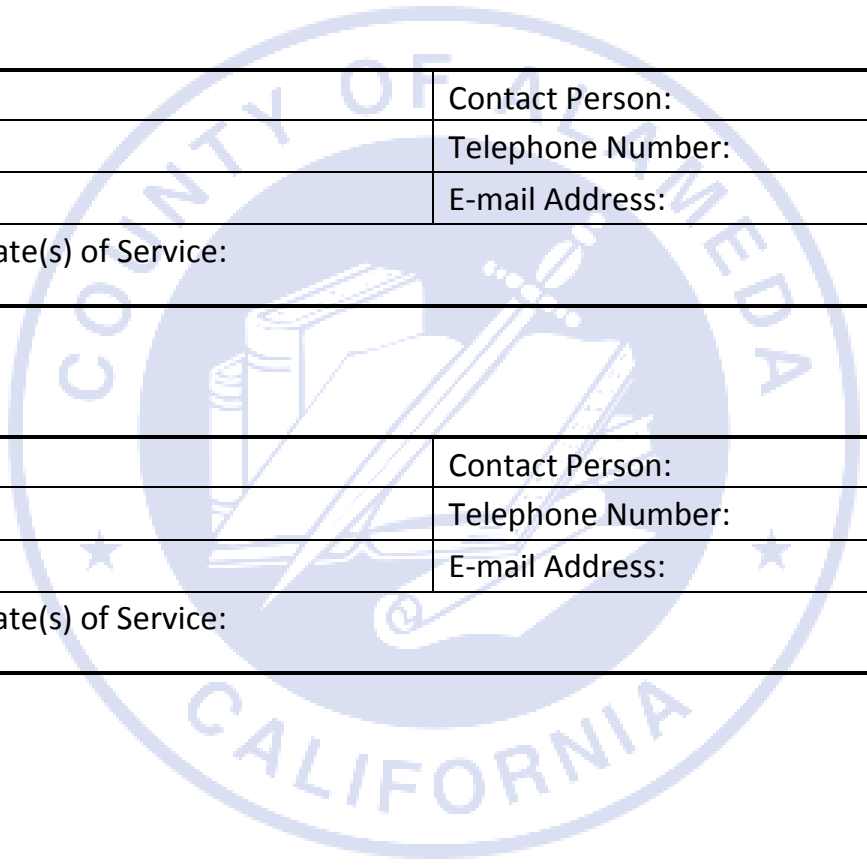 COUNTY OF ALAMEDA
Contact Person:
Telephone Number:
E-mail Address:
ate(s) of Service:
Contact Person:
Telephone Number:
E-mail Address:
ate(s) of Service:
CALIFORNIA